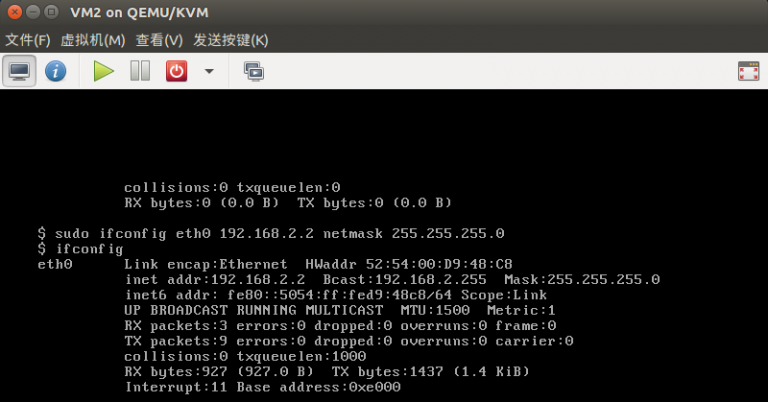 VM2 on QEMU/KVM
文件(F) 虚拟机(M) 查看(V) 发送按键(K)
collisions:0 txqueuelen:0
RX bytes:0 (0.0 B)  TX bytes:0 (0.0 B)
$ sudo ifconfig eth0 192.168.2.2 netmask 255.255.255.0
$ ifconfig
eth0      Link encap:Ethernet  HWaddr 52:54:00:D9:48:C8
inet addr:192.168.2.2  Bcast:192.168.2.255  Mask:255.255.255.0
inet6 addr: fe80::5054:ff:fed9:48c8/64 Scope:Link
UP BROADCAST RUNNING MULTICAST  MTU:1500  Metric:1
RX packets:3 errors:0 dropped:0 overruns:0 frame:0
TX packets:9 errors:0 dropped:0 overruns:0 carrier:0
collisions:0 txqueuelen:1000
RX bytes:927 (927.0 B)  TX bytes:1437 (1.4 KiB)
Interrupt:11 Base address:0xe000